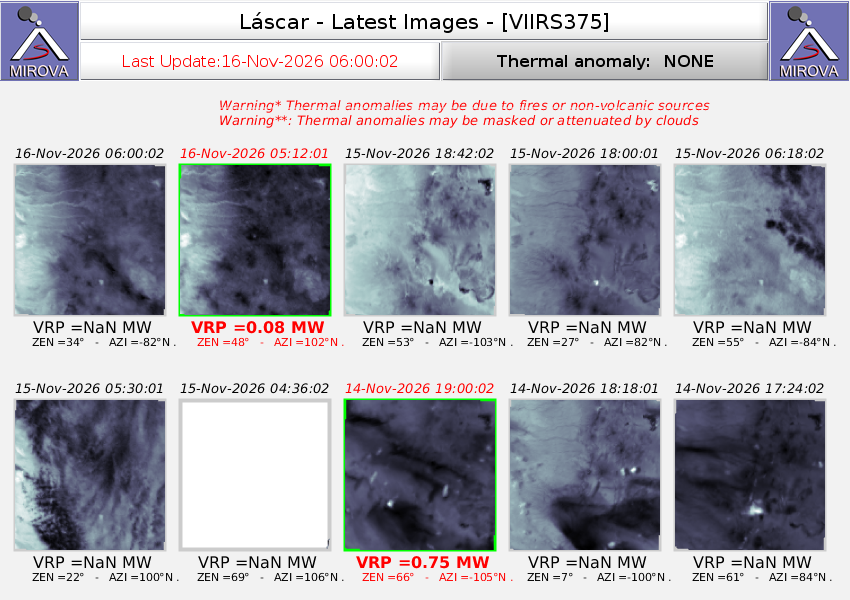 Láscar - Latest Images - [VIIRS375]
MIROVA
Last Update:16-Nov-2026 06:00:02
Thermal anomaly: NONE
MIROVA
Warning* Thermal anomalies may be due to fires or non-volcanic sources
Warning**: Thermal anomalies may be masked or attenuated by clouds
16-Nov-2026 06:00:02
16-Nov-2026 05:12:01
15-Nov-2026 18:42:02
15-Nov-2026 18:00:01
15-Nov-2026 06:18:02
VRP =NaN MW
VRP =0.08 MW
VRP =NaN MW
VRP =NaN MW
VRP =NaN MW
ZEN =34° - AZI =-82°N .
ZEN =48° - AZI =102°N .
ZEN =53° - AZI =-103°N .
ZEN =27° - AZI =82°N .
ZEN =55° - AZI =-84°N .
15-Nov-2026 05:30:01
15-Nov-2026 04:36:02
14-Nov-2026 19:00:02
14-Nov-2026 18:18:01
14-Nov-2026 17:24:02
VRP =NaN MW
VRP =NaN MW
VRP =0.75 MW
VRP =NaN MW
VRP =NaN MW
ZEN =22° - AZI =100°N .
ZEN =69° - AZI =106°N .
ZEN =66° - AZI =-105°N .
ZEN =7° - AZI =-100°N .
ZEN =61° - AZI =84°N .